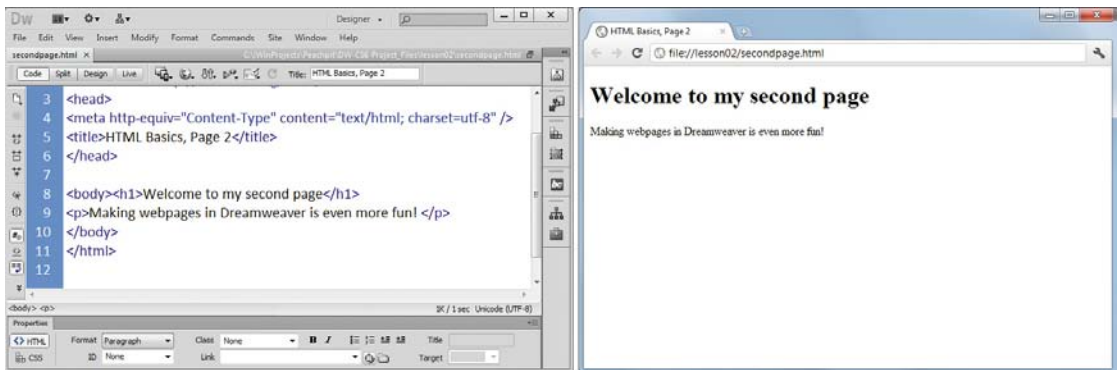 Dw Designer
File Edit View Insert Modify Format Commands Site Window Help
secondpage.html ×
Code Split Design Live Title: HTML Basics, Page 2
3 <head>
4 <meta http-equiv="Content-Type" content="text/html; charset=utf-8" />
5 <title>HTML Basics, Page 2</title>
6 </head>
7
8 <body><h1>Welcome to my second page</h1>
9 <p>Making webpages in Dreamweaver is even more fun! </p>
10 </body>
11 </html>
12
<body> <p> 1K / 1 sec Unicode (UTF-8)
Properties
<> HTML Format Paragraph Class None B I Title
CSS ID None Link Target
HTML Basics, Page 2 ×
file://lesson02/secondpage.html
Welcome to my second page
Making webpages in Dreamweaver is even more fun!